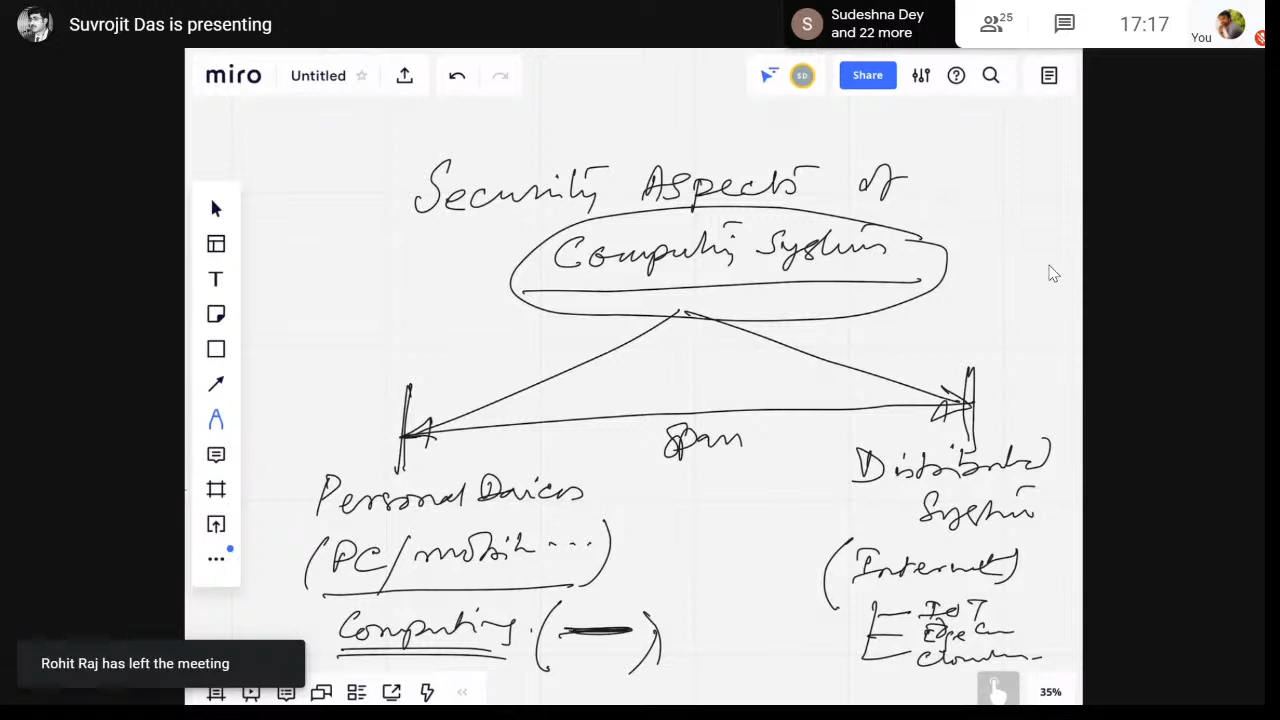 Suvrojit Das is presenting
S
Sudeshna Dey
and 22 more
25
17:17
You
miro
Untitled
SD
Share
Security Aspects of
Computing Systems
Span
Personal Devices
(PC/mobile ...)
Computing. ( )
Distributed
System
(Internet)
IoT
Edge
Cloud
Rohit Raj has left the meeting
35%